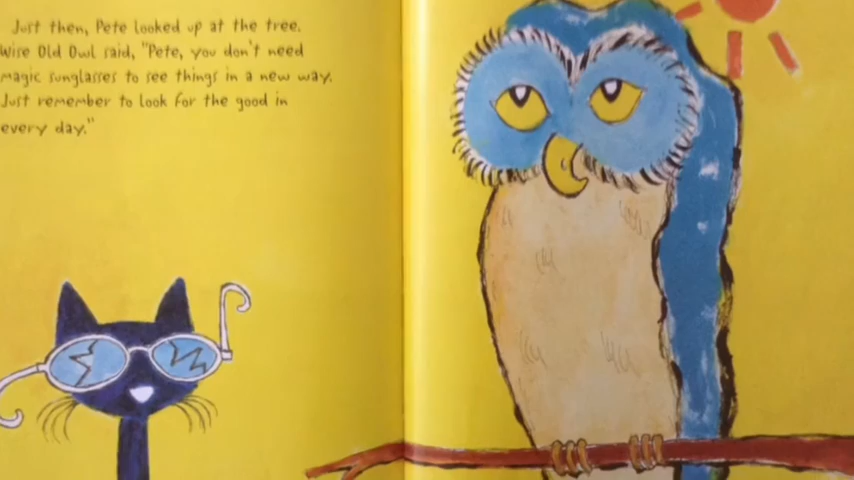 Just then, Pete looked up at the tree.
Wise Old Owl said, "Pete, you don't need
magic sunglasses to see things in a new way.
Just remember to look for the good in
every day."